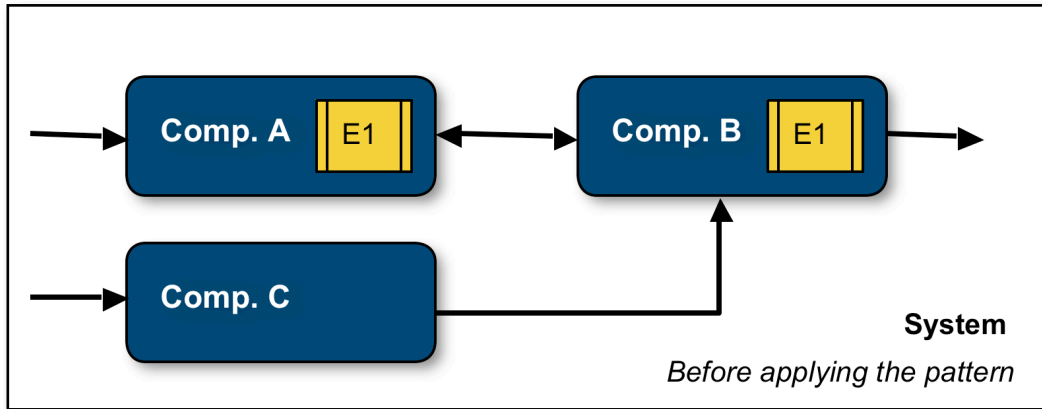 Comp. A
E1
Comp. B
E1
Comp. C
System
Before applying the pattern